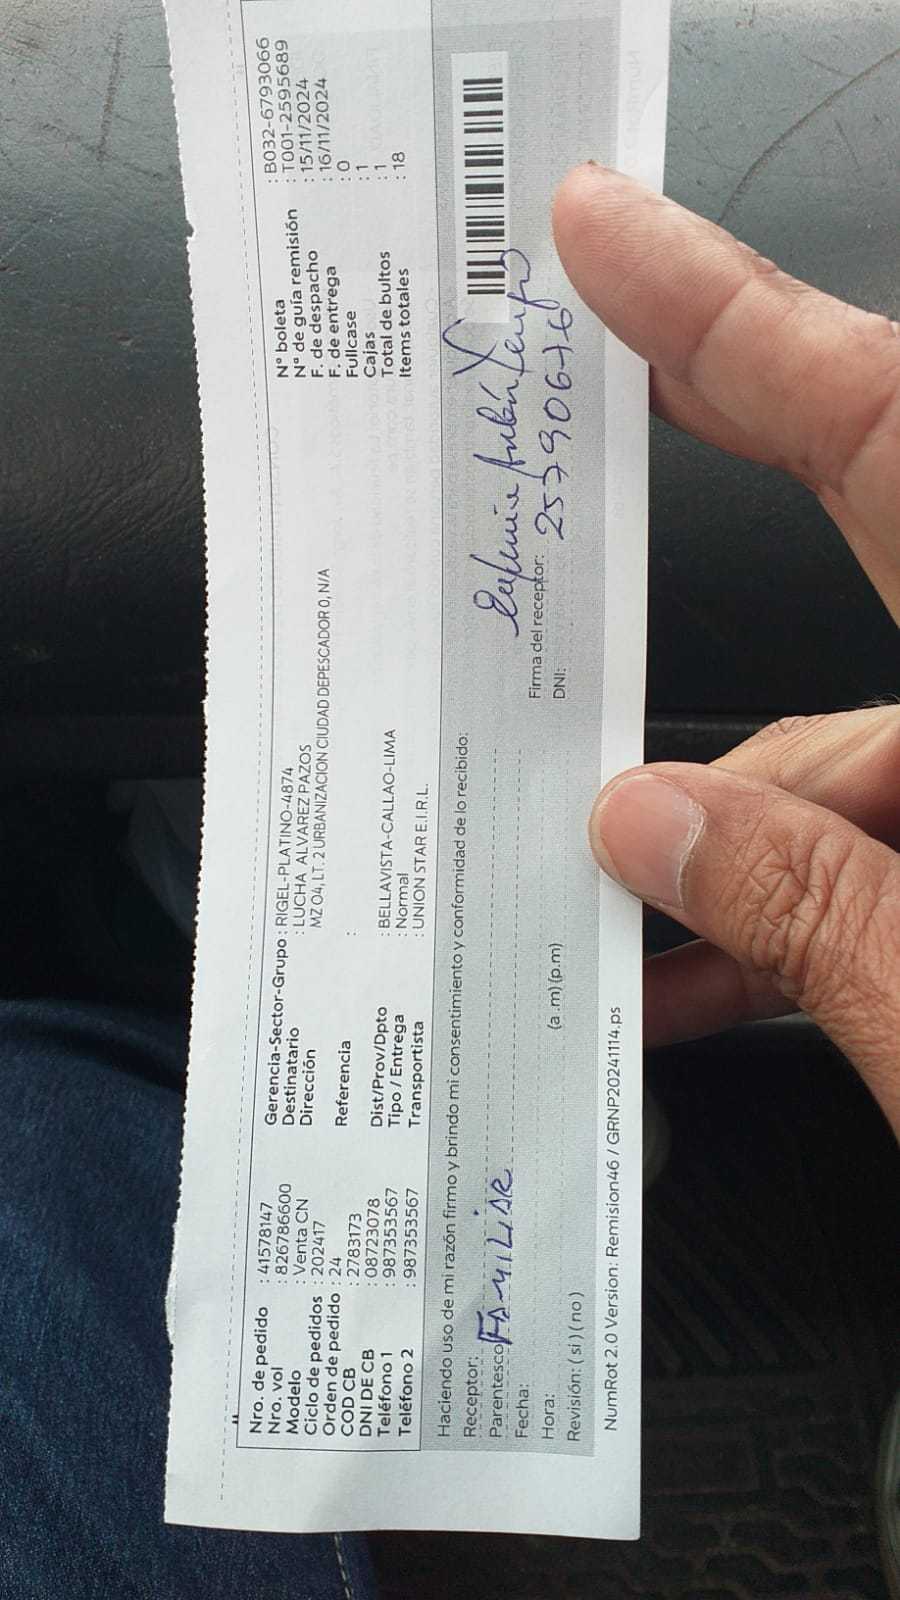 Nro. de pedido : 41578147
Nro. vol : 826786600
Modelo : Venta CN
Ciclo de pedidos : 202417
Orden de pedido : 24
COD CB : 2783173
DNI DE CB : 08723078
Teléfono 1 : 987353567
Teléfono 2 : 987353567
Gerencia-Sector-Grupo : RIGEL-PLATINO-4874
Destinatario : LUCHA ALVAREZ PAZOS
Dirección MZ 04, LT. 2 URBANIZACION CIUDAD DEPESCADOR 0, N/A
Referencia :
Dist/Prov/Dpto : BELLAVISTA-CALLAO-LIMA
Tipo / Entrega : Normal
Transportista : UNION STAR E.I.R.L.
N° boleta : B032-6793066
N° de guía remisión : T001-2595689
F. de despacho : 15/11/2024
F. de entrega : 16/11/2024
Fullcase : 0
Cajas : 1
Total de bultos : 1
Items totales : 18
Haciendo uso de mi razón firmo y brindo mi consentimiento y conformidad de lo recibido:
Receptor:
Parentesco FAMILIAR
Fecha:
Hora: (a .m) (p.m)
Revisión: ( si ) ( no )
Firma del receptor:
DNI: 25790676
NumRot 2.0 Version: Remision46 / GRNP20241114.ps